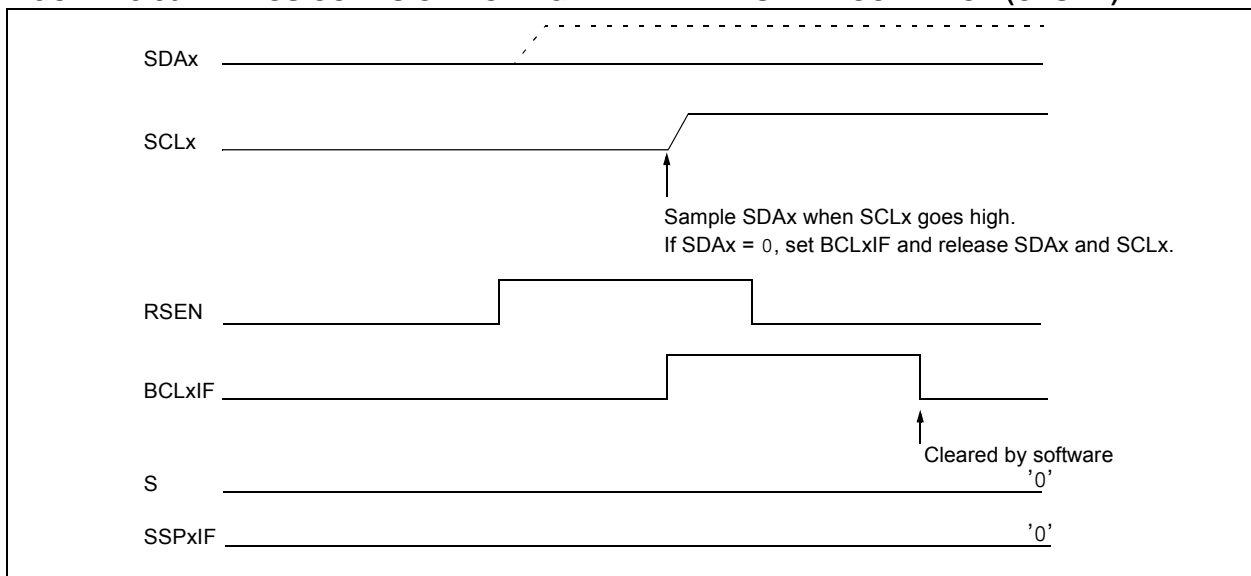 SDAx
SCLx
Sample SDAx when SCLx goes high.
If SDAx = 0, set BCLxIF and release SDAx and SCLx.
RSEN
BCLxIF
Cleared by software
S '0'
SSPxIF '0'